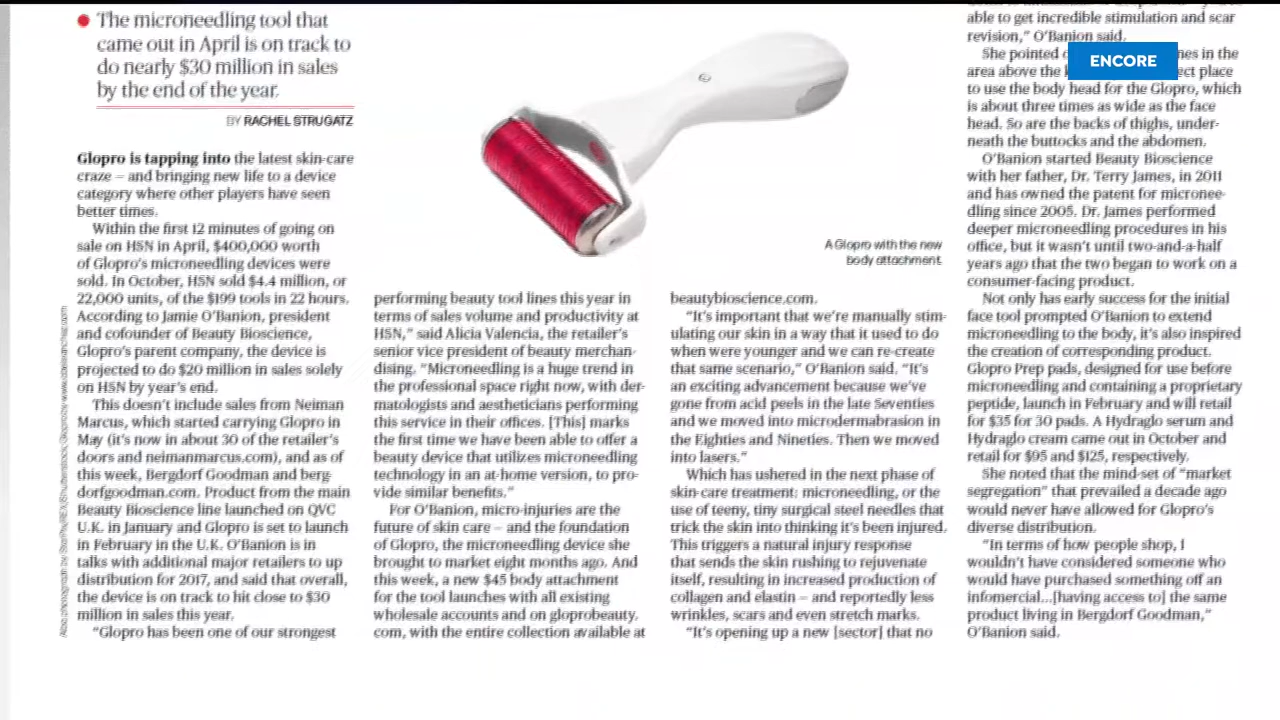 The microneedling tool that
came out in April is on track to
do nearly $30 million in sales
by the end of the year.
BY RACHEL STRUGATZ
Glopro is tapping into the latest skin-care
craze — and bringing new life to a device
category where other players have seen
better times.
Within the first 12 minutes of going on
sale on HSN in April, $400,000 worth
of Glopro's microneedling devices were
sold. In October, HSN sold $4.4 million, or
22,000 units, of the $199 tools in 22 hours.
According to Jamie O'Banion, president
and cofounder of Beauty Bioscience,
Glopro's parent company, the device is
projected to do $20 million in sales solely
on HSN by year's end.
This doesn't include sales from Neiman
Marcus, which started carrying Glopro in
May (it's now in about 30 of the retailer's
doors and neimanmarcus.com), and as of
this week, Bergdorf Goodman and berg-
dorfgoodman.com. Product from the main
Beauty Bioscience line launched on QVC
U.K. in January and Glopro is set to launch
in February in the U.K. O'Banion is in
talks with additional major retailers to up
distribution for 2017, and said that overall,
the device is on track to hit close to $30
million in sales this year.
"Glopro has been one of our strongest
performing beauty tool lines this year in
terms of sales volume and productivity at
HSN," said Alicia Valencia, the retailer's
senior vice president of beauty merchan-
dising. "Microneedling is a huge trend in
the professional space right now, with der-
matologists and aestheticians performing
this service in their offices. [This] marks
the first time we have been able to offer a
beauty device that utilizes microneedling
technology in an at-home version, to pro-
vide similar benefits."
For O'Banion, micro-injuries are the
future of skin care — and the foundation
of Glopro, the microneedling device she
brought to market eight months ago. And
this week, a new $45 body attachment
for the tool launches with all existing
wholesale accounts and on gloprobeauty.
com, with the entire collection available at
A Glopro with the new
body attachment.
beautybioscience.com.
"It's important that we're manually stim-
ulating our skin in a way that it used to do
when were younger and we can re-create
that same scenario," O'Banion said. "It's
an exciting advancement because we've
gone from acid peels in the late Seventies
and we moved into microdermabrasion in
the Eighties and Nineties. Then we moved
into lasers."
Which has ushered in the next phase of
skin-care treatment: microneedling, or the
use of teeny, tiny surgical steel needles that
trick the skin into thinking it's been injured.
This triggers a natural injury response
that sends the skin rushing to rejuvenate
itself, resulting in increased production of
collagen and elastin — and reportedly less
wrinkles, scars and even stretch marks.
"It's opening up a new [sector] that no
able to get incredible stimulation and scar
revision," O'Banion said.
She pointed in the
area above the place
to use the body head for the Glopro, which
is about three times as wide as the face
head. So are the backs of thighs, under-
neath the buttocks and the abdomen.
O'Banion started Beauty Bioscience
with her father, Dr. Terry James, in 2011
and has owned the patent for micronee-
dling since 2005. Dr. James performed
deeper microneedling procedures in his
office, but it wasn't until two-and-a-half
years ago that the two began to work on a
consumer-facing product.
Not only has early success for the initial
face tool prompted O'Banion to extend
microneedling to the body, it's also inspired
the creation of corresponding product.
Glopro Prep pads, designed for use before
microneedling and containing a proprietary
peptide, launch in February and will retail
for $35 for 30 pads. A Hydraglo serum and
Hydraglo cream came out in October and
retail for $95 and $125, respectively.
She noted that the mind-set of "market
segregation" that prevailed a decade ago
would never have allowed for Glopro's
diverse distribution.
"In terms of how people shop, I
wouldn't have considered someone who
would have purchased something off an
infomercial...[having access to] the same
product living in Bergdorf Goodman,"
O'Banion said.
ENCORE